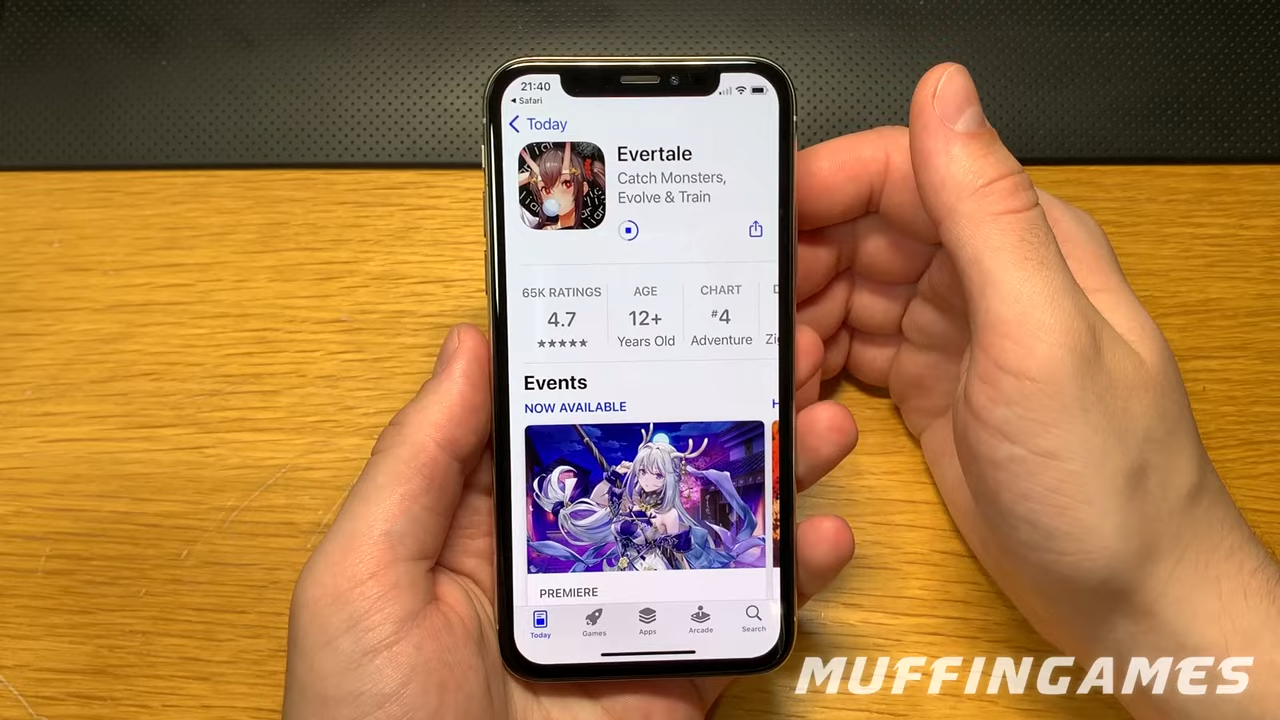 21:40
Safari
Today
Evertale
Catch Monsters,
Evolve & Train
65K RATINGS
AGE
CHART
4.7
12+
#4
Years Old
Adventure
Events
NOW AVAILABLE
PREMIERE
Today
Games
Apps
Arcade
Search
MUFFINGAMES